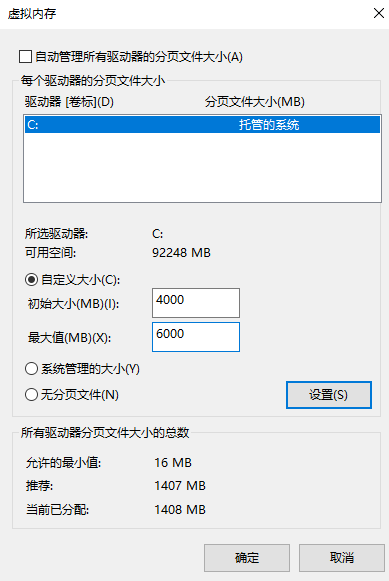 虚拟内存
自动管理所有驱动器的分页文件大小(A)
每个驱动器的分页文件大小
驱动器 [卷标](D) 分页文件大小(MB)
C: 托管的系统
所选驱动器: C:
可用空间: 92248 MB
自定义大小(C):
初始大小(MB)(I): 4000
最大值(MB)(X): 6000
系统管理的大小(Y)
无分页文件(N) 设置(S)
所有驱动器分页文件大小的总数
允许的最小值: 16 MB
推荐: 1407 MB
当前已分配: 1408 MB
确定 取消